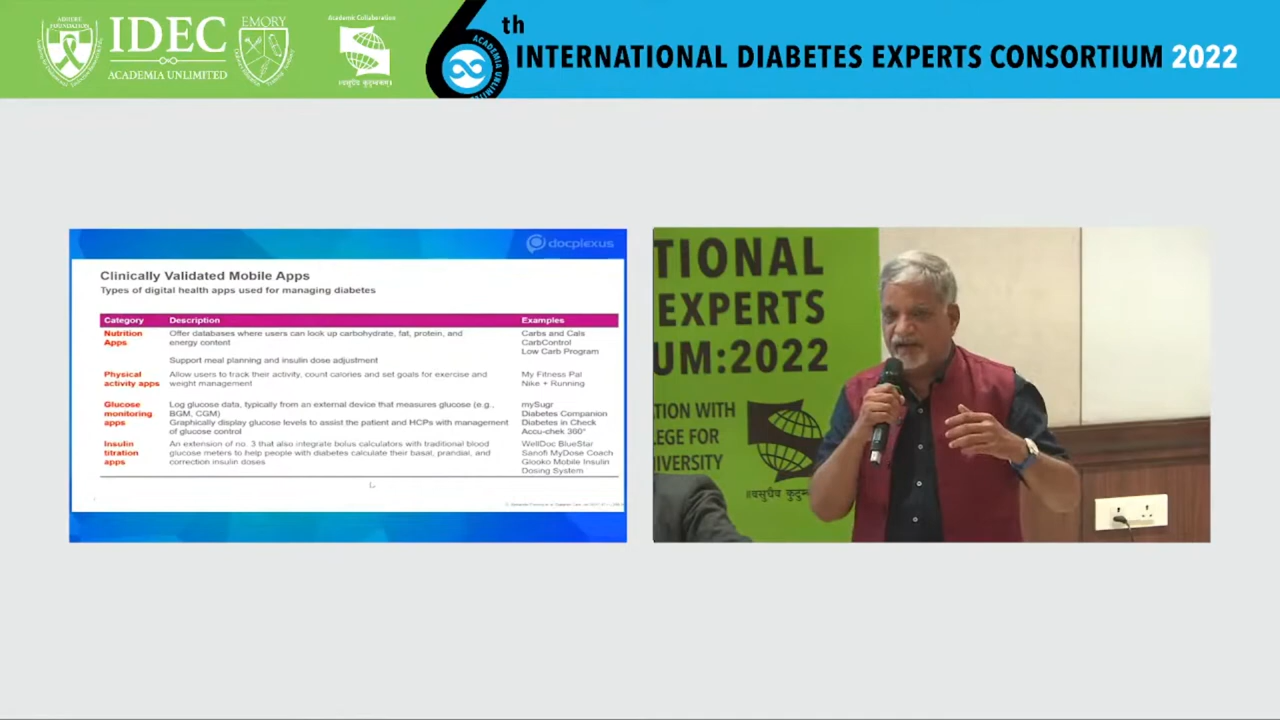 ABHIJEE
FOUNDATION
IDEC
ACADEMIA UNLIMITED
EMORY
Academic Collaboration
॥वसुधैव कुटुम्बकम्॥
6th
INTERNATIONAL DIABETES EXPERTS CONSORTIUM 2022
ACADEMIA UNLIMITED
docplexus
Clinically Validated Mobile Apps
Types of digital health apps used for managing diabetes
Category Description Examples
Nutrition Apps
Offer databases where users can look up carbohydrate, fat, protein, and
energy content
Support meal planning and insulin dose adjustment
Carbs and Cals
CarbControl
Low Carb Program
Physical
activity apps
Allow users to track their activity, count calories and set goals for exercise and
weight management
My Fitness Pal
Nike + Running
Glucose
monitoring
apps
Log glucose data, typically from an external device that measures glucose (e.g.,
BGM, CGM)
Graphically display glucose levels to assist the patient and HCPs with management
of glucose control
mySugr
Diabetes Companion
Diabetes in Check
Accu-chek 360°
Insulin
titration
apps
An extension of no. 3 that also integrate bolus calculators with traditional blood
glucose meters to help people with diabetes calculate their basal, prandial, and
correction insulin doses
WellDoc BlueStar
Sanofi MyDose Coach
Glooko Mobile Insulin
Dosing System
TIONAL
EXPERTS
UM:2022
TION WITH
LEGE FOR
IVERSITY
॥वसुधैव कुटुम्ब